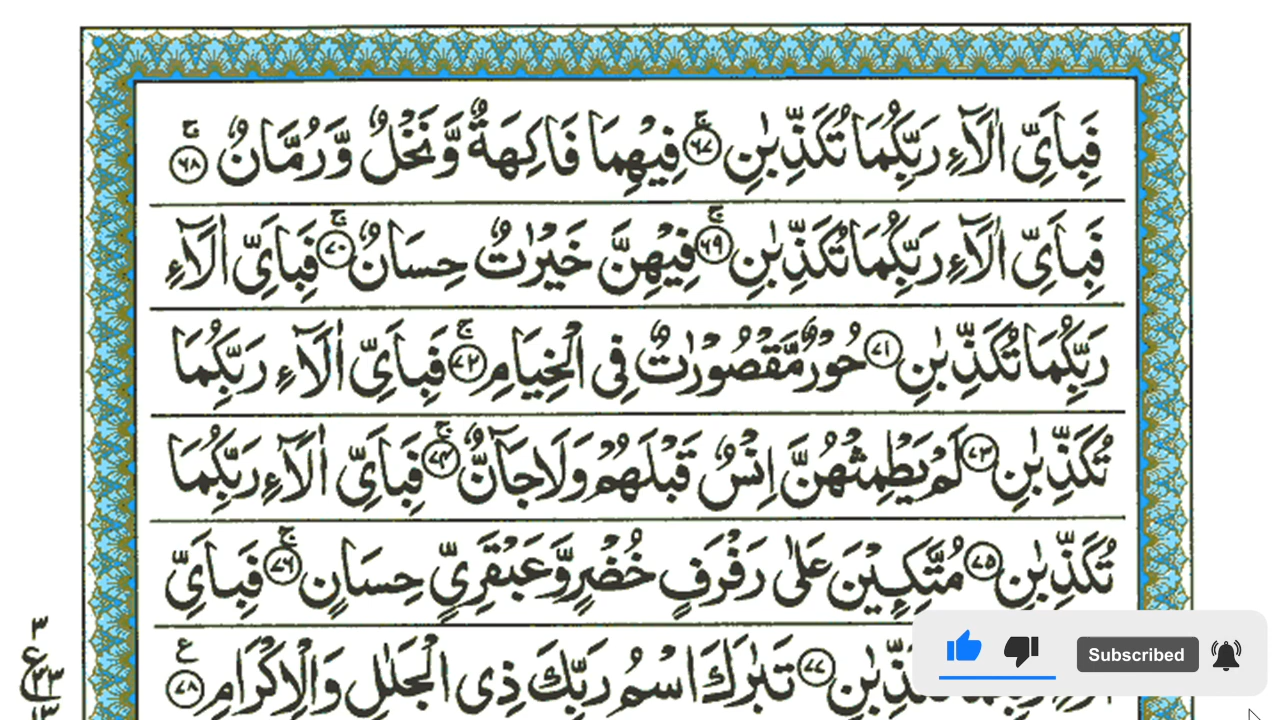 فَبِاَىِّ اٰلَآءِ رَبِّكُمَا تُكَذِّبٰنِ ۚ﴿۶۷﴾ فِيْهِمَا فَاكِهَةٌ وَّ نَخْلٌ وَّ رُمَّانٌ ۚ﴿۶۸﴾
فَبِاَىِّ اٰلَآءِ رَبِّكُمَا تُكَذِّبٰنِ ۚ﴿۶۹﴾ فِيْهِنَّ خَيْرٰتٌ حِسَانٌ ۚ﴿۷۰﴾ فَبِاَىِّ اٰلَآءِ
رَبِّكُمَا تُكَذِّبٰنِ ﴿۷۱﴾ حُوْرٌ مَّقْصُوْرٰتٌ فِى الْخِيَامِ ۚ﴿۷۲﴾ فَبِاَىِّ اٰلَآءِ رَبِّكُمَا
تُكَذِّبٰنِ ﴿۷۳﴾ لَمْ يَطْمِثْهُنَّ اِنْسٌ قَبْلَهُمْ وَلَا جَآنٌّ ۚ﴿۷۴﴾ فَبِاَىِّ اٰلَآءِ رَبِّكُمَا
تُكَذِّبٰنِ ﴿۷۵﴾ مُتَّكِـِٕيْنَ عَلٰى رَفْرَفٍ خُضْرٍ وَّ عَبْقَرِىٍّ حِسَانٍ ۚ﴿۷۶﴾ فَبِاَىِّ
﴿۷۷﴾ تَبٰرَكَ اسْمُ رَبِّكَ ذِى الْجَلٰلِ وَالْاِكْرَامِ ﴿۷۸﴾ ع
۳
ع
Subscribed